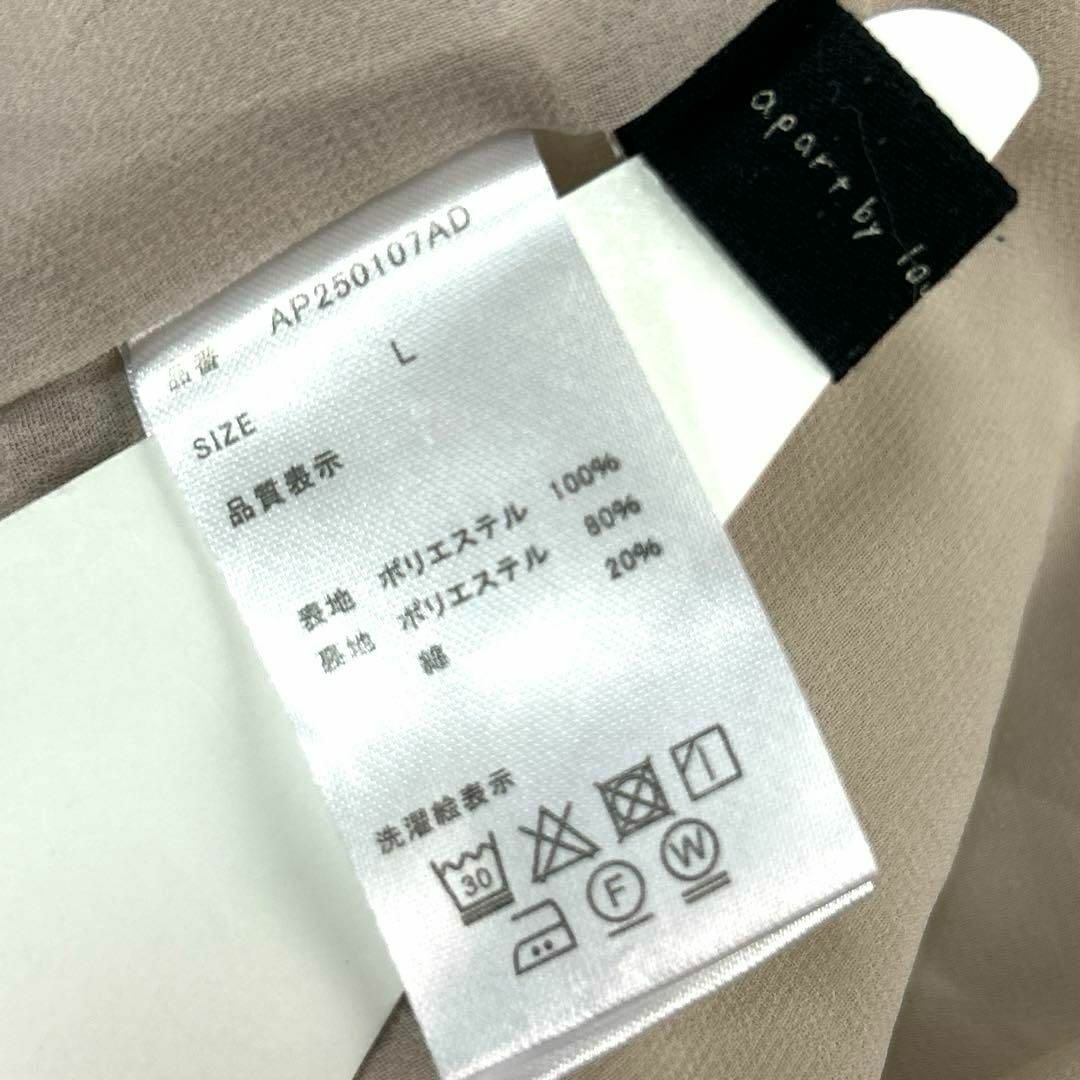 apart by
品番 AP250107AD
SIZE L
品質表示
表地 ポリエステル 100%
裏地 ポリエステル 80%
綿 20%
洗濯絵表示
30
F W